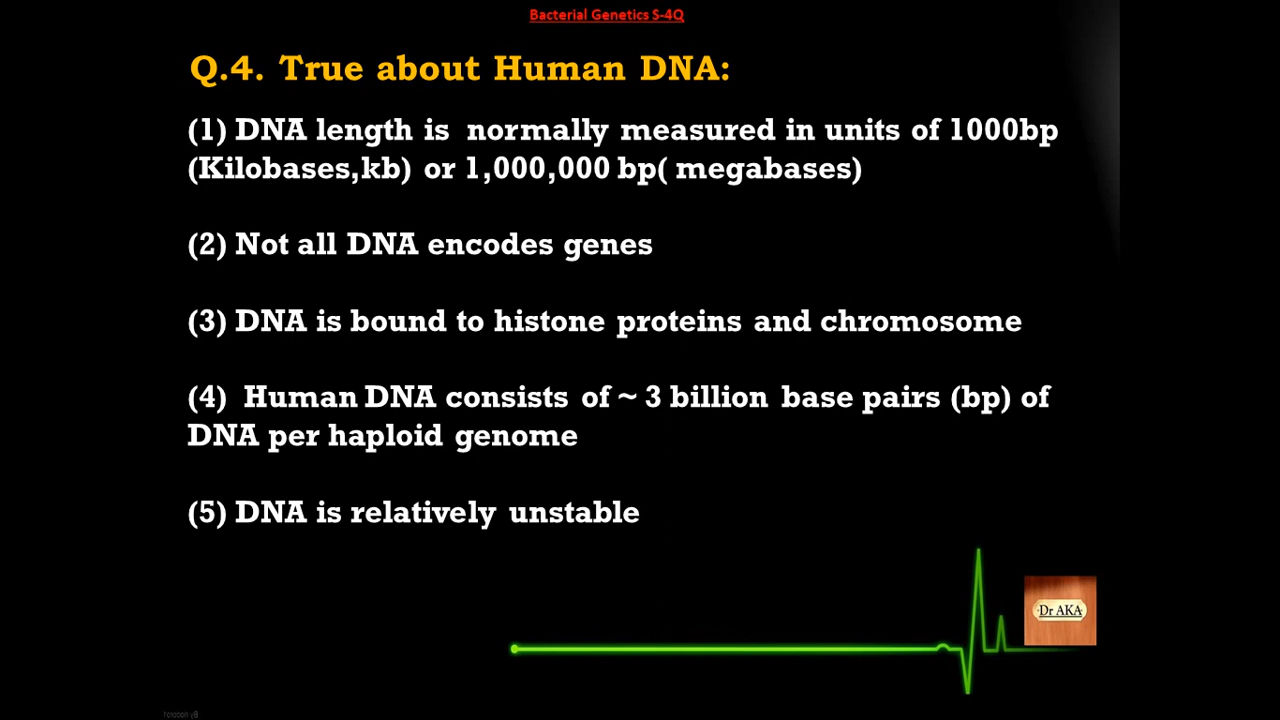 Bacterial Genetics S-4Q
Q.4. True about Human DNA:
(1) DNA length is normally measured in units of 1000bp
(Kilobases,kb) or 1,000,000 bp( megabases)
(2) Not all DNA encodes genes
(3) DNA is bound to histone proteins and chromosome
(4) Human DNA consists of ~ 3 billion base pairs (bp) of
DNA per haploid genome
(5) DNA is relatively unstable
Dr AKA